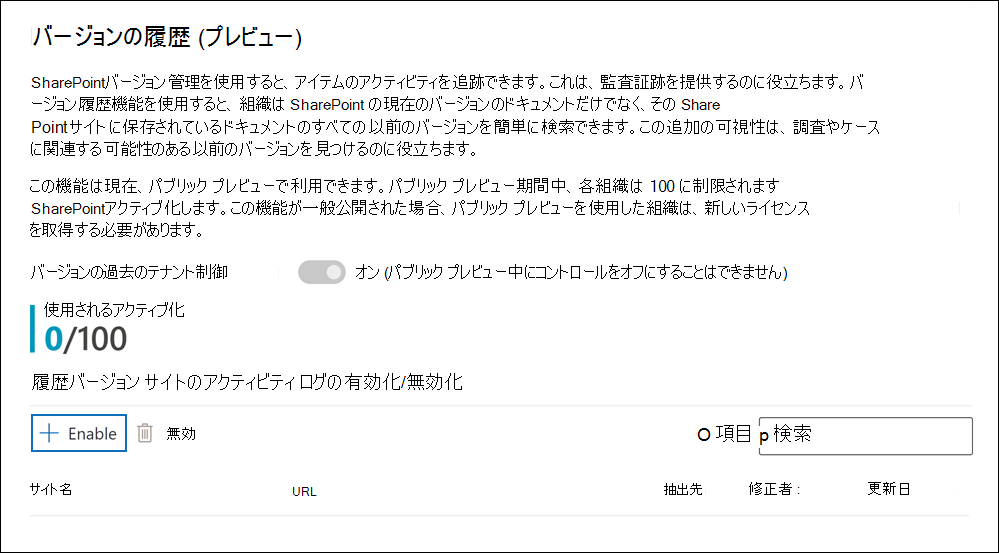 バージョンの履歴 (プレビュー)
SharePointバージョン管理を使用すると、アイテムのアクティビティを追跡できます。これは、監査証跡を提供するのに役立ちます。バ
ージョン履歴機能を使用すると、組織は SharePoint の現在のバージョンのドキュメントだけでなく、その Share
Pointサイトに保存されているドキュメントのすべての以前のバージョンを簡単に検索できます。この追加の可視性は、調査やケース
に関連する可能性のある以前のバージョンを見つけるのに役立ちます。
この機能は現在、パブリック プレビューで利用できます。パブリック プレビュー期間中、各組織は 100 に制限されます
SharePointアクティブ化します。この機能が一般公開された場合、パブリック プレビューを使用した組織は、新しいライセンス
を取得する必要があります。
バージョンの過去のテナント制御 オン (パブリック プレビュー中にコントロールをオフにすることはできません)
使用されるアクティブ化
0/100
履歴バージョン サイトのアクティビティ ログの有効化/無効化
Enable 無効 O 項目 p 検索
サイト名 URL 抽出先 修正者 : 更新日